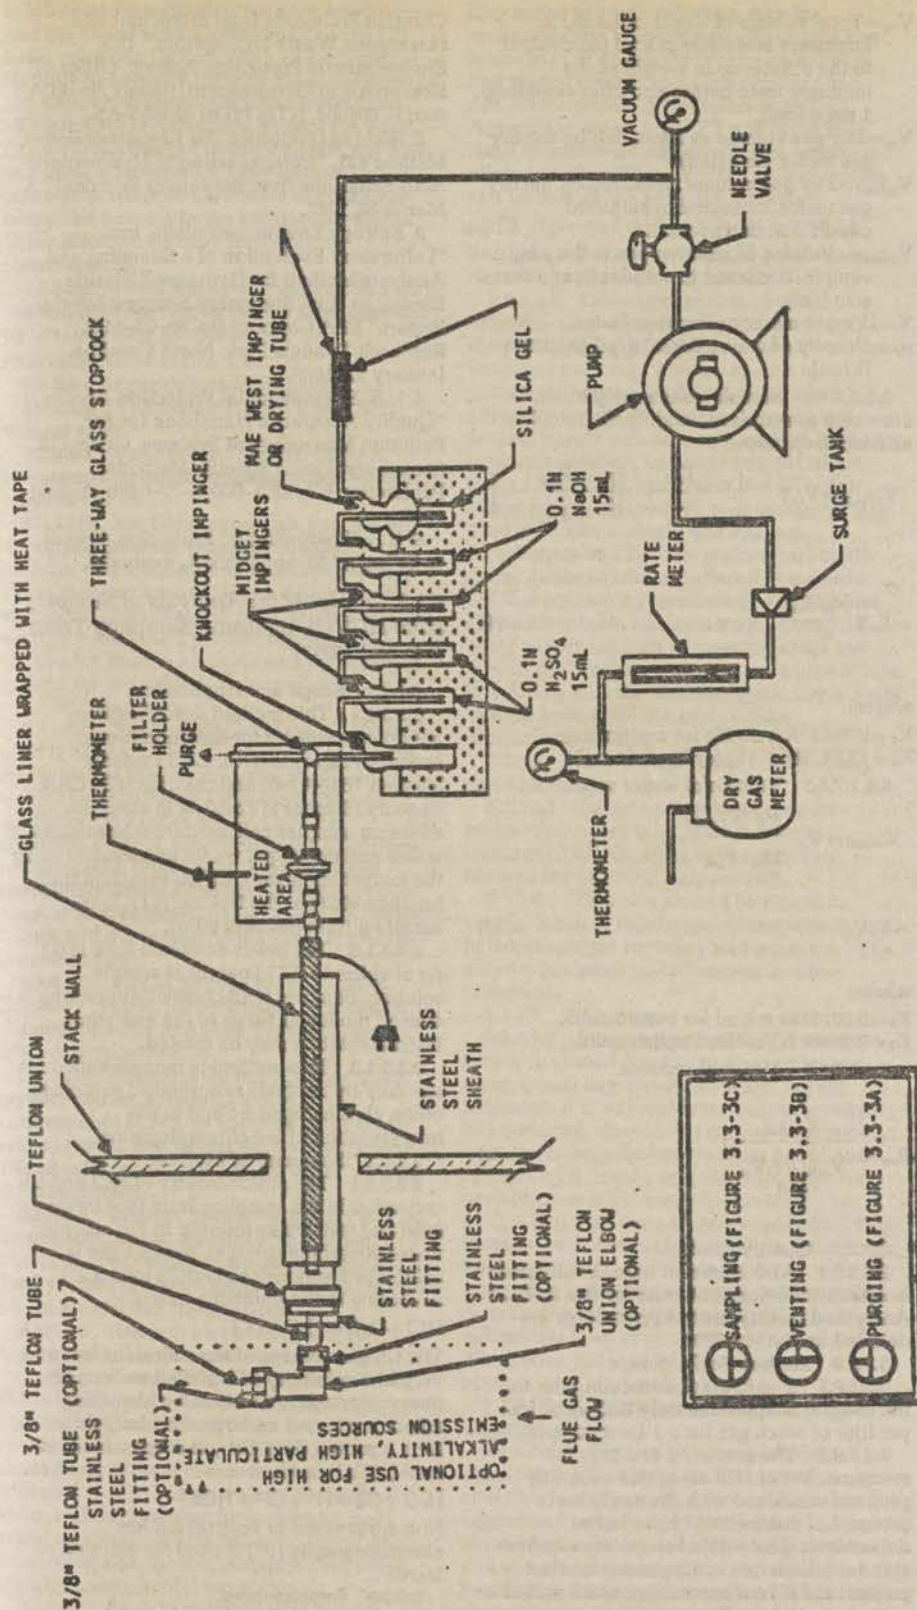 3/8" TEFLON TUBE (OPTIONAL)
3/8" TEFLON TUBE
STAINLESS
STEEL
FITTING
(OPTIONAL)
TEFLON UNION
STACK WALL
GLASS LINER WRAPPED WITH HEAT TAPE
THERMOMETER
FILTER
HOLDER
PURGE
THREE-WAY GLASS STOPCOCK
KNOCKOUT IMPINGER
MIDGET
IMPINGERS
MAE WEST IMPINGER
OR DRYING TUBE
VACUUM GAUGE
HEATED
AREA
OPTIONAL USE FOR HIGH
ALKALINITY, HIGH PARTICULATE
EMISSION SOURCES
FLUE GAS
FLOW
STAINLESS
STEEL
FITTING
STAINLESS
STEEL
FITTING
(OPTIONAL)
3/8" TEFLON
UNION ELBOW
(OPTIONAL)
STAINLESS
STEEL
SHEATH
0.1N
H2SO4
15mL
0.1N
NaOH
15mL
SILICA GEL
THERMOMETER
RATE
METER
PUMP
NEEDLE
VALVE
DRY
GAS
METER
SURGE TANK
SAMPLING(FIGURE 3.3-3C)
VENTING (FIGURE 3.3-3B)
PURGING (FIGURE 3.3-3A)